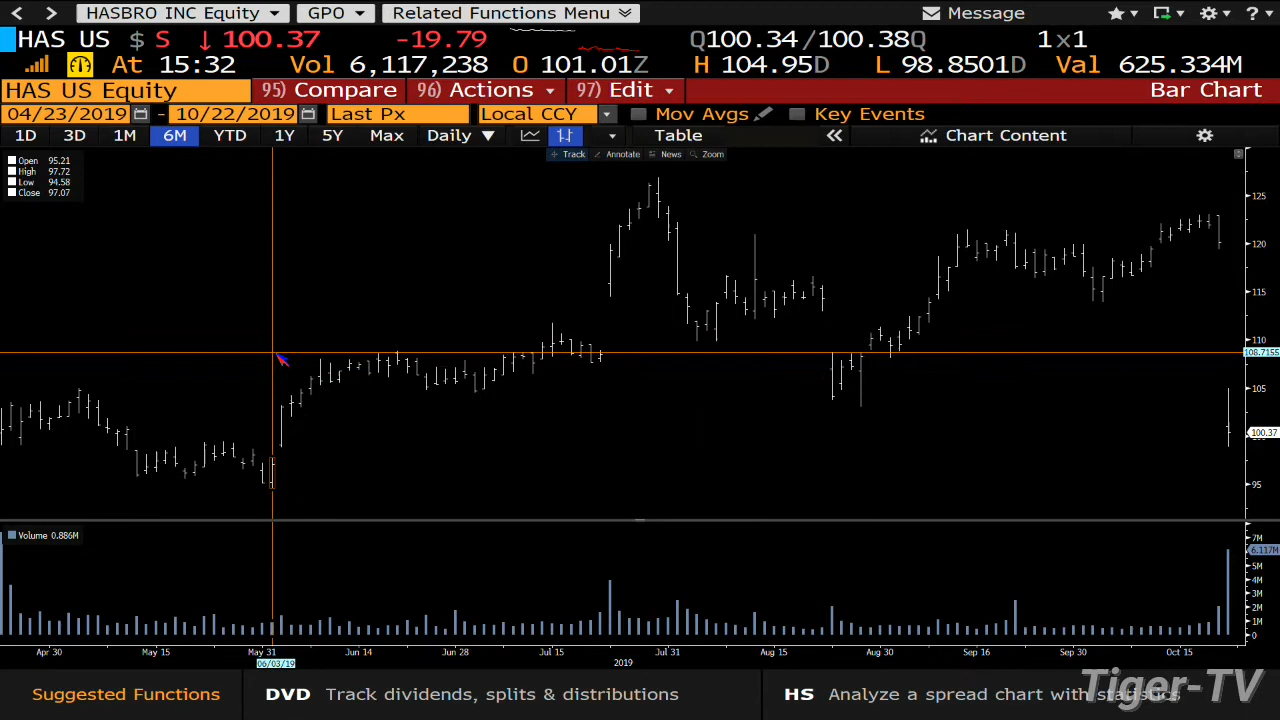 HASBRO INC Equity GPO Related Functions Menu Message ?
HAS US $ S ↓ 100.37 -19.79 Q100.34/100.38Q 1x1
At 15:32 Vol 6,117,238 O 101.01Z H 104.95D L 98.8501D Val 625.334M
HAS US Equity 95) Compare 96) Actions 97) Edit Bar Chart
04/23/2019 - 10/22/2019 Last Px Local CCY Mov Avgs Key Events
1D 3D 1M 6M YTD 1Y 5Y Max Daily ▼ Table « Chart Content
Track Annotate News Zoom
Open 95.21
High 97.72
Low 94.58
Close 97.07
125
120
115
110
108.7155
105
100.37
95
Volume 0.886M
7M
6.117M
5M
4M
3M
2M
1M
0
Apr 30 May 15 May 31 Jun 14 Jun 28 Jul 15 Jul 31 Aug 15 Aug 30 Sep 16 Sep 30 Oct 15
06/03/19 2019
Suggested Functions DVD Track dividends, splits & distributions HS Analyze a spread chart with statistics
Tiger-TV